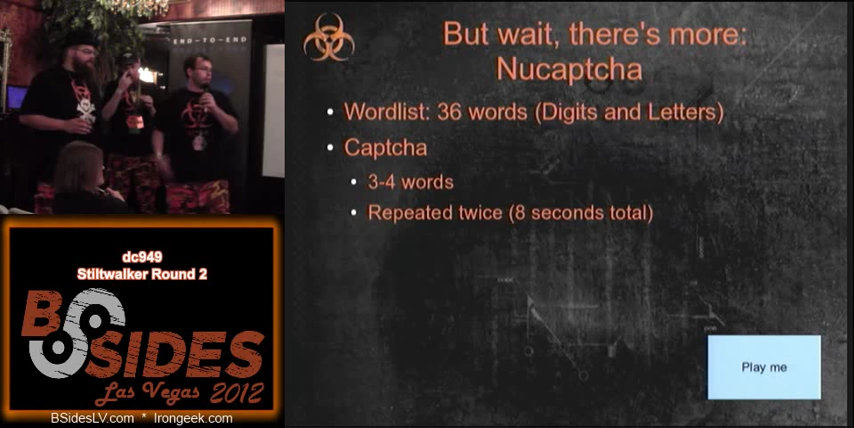 END-TO-END
But wait, there's more:
Nucaptcha
Wordlist: 36 words (Digits and Letters)
Captcha
3-4 words
Repeated twice (8 seconds total)
Play me
dc949
Stiltwalker Round 2
BSIDES
Las Vegas 2012
BSidesLV.com * Irongeek.com